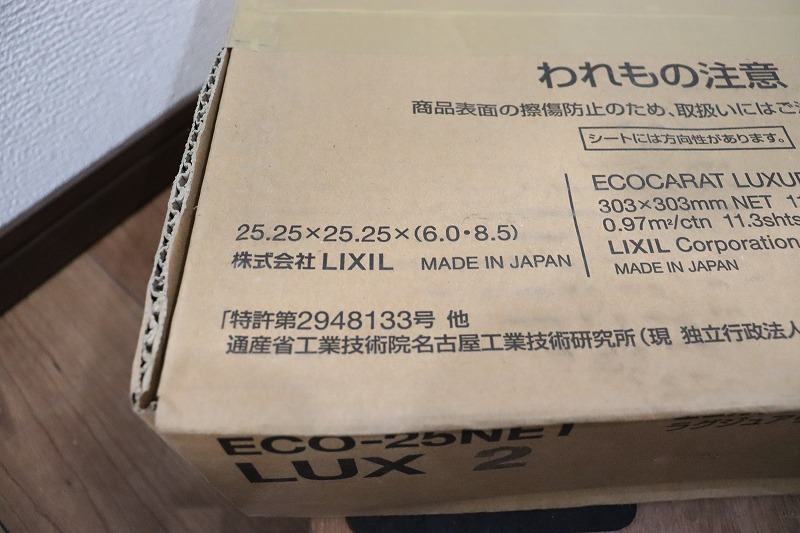 われもの注意
商品表面の擦傷防止のため、取扱いにはご
シートには方向性があります。
25.25×25.25×(6.0・8.5)
株式会社 LIXIL MADE IN JAPAN
ECOCARAT
303×303mm NET
0.97m²/ctn 11.3shts
LIXIL Corporation
MADE IN JAPAN
「特許第2948133号 他
通産省工業技術院名古屋工業技術研究所(現 独立行政法人
ECO-25NET
LUX 2